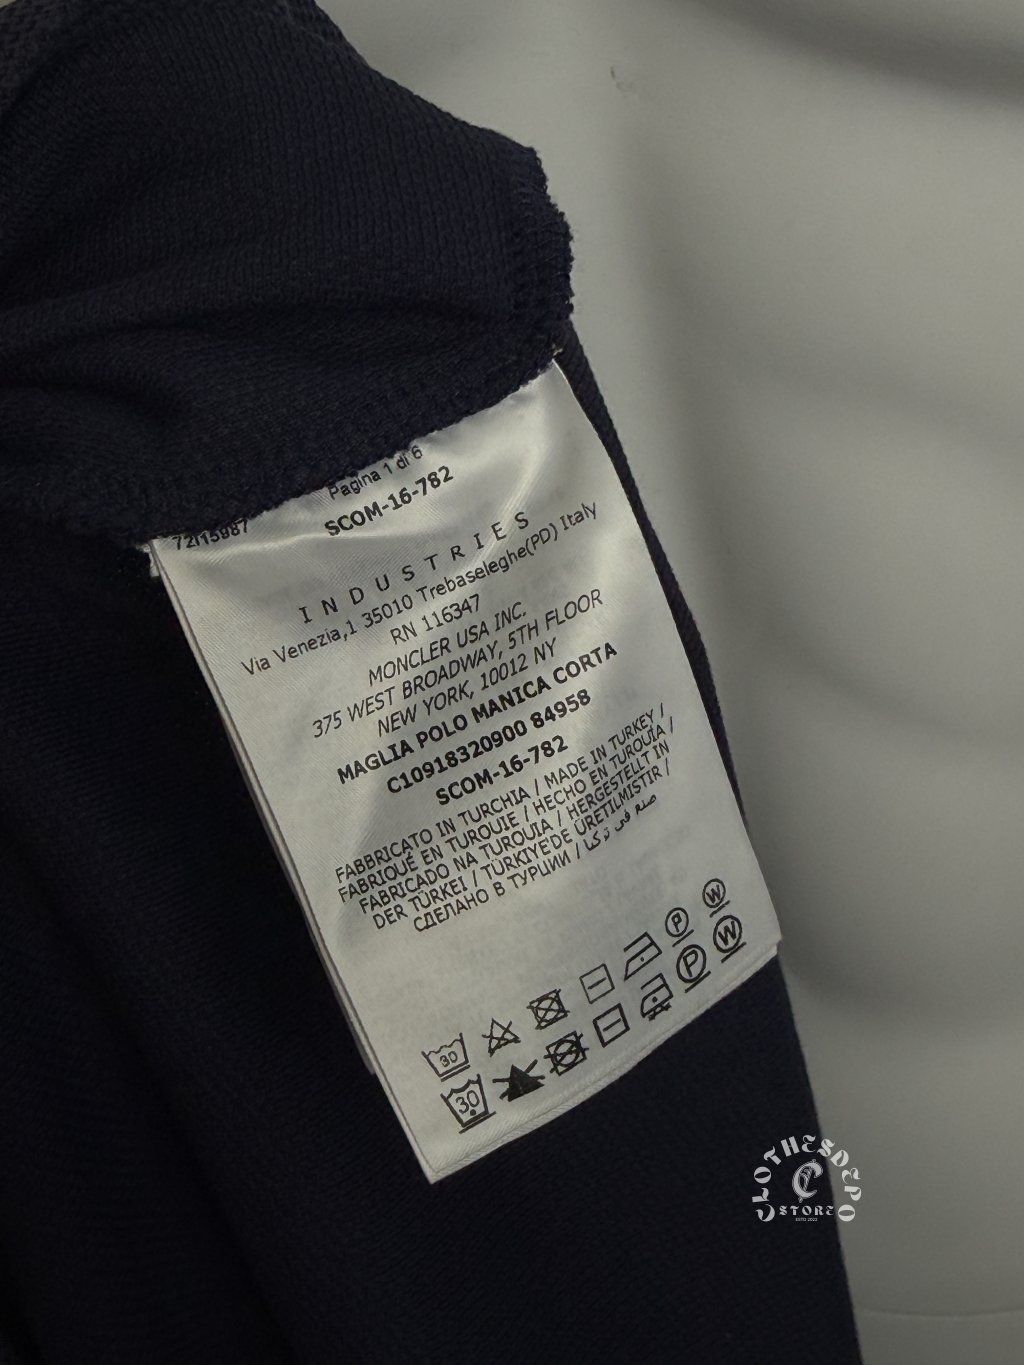 Pagina 1 di 6
SCOM-16-782
INDUSTRIES
Via Venezia,1 35010 Trebaseleghe(PD) Italy
RN 116347
MONCLER USA INC.
375 WEST BROADWAY, 5TH FLOOR
NEW YORK, 10012 NY
MAGLIA POLO MANICA CORTA
C10918320900 84958
SCOM-16-782
FABBRICATO IN TURCHIA / MADE IN TURKEY /
FABRIQUÉ EN TURQUIE / HECHO EN TURQUÍA /
FABRICADO NA TURQUIA / HERGESTELLT IN
DER TÜRKEI / TÜRKIYE'DE ÜRETILMISTIR /
СДЕЛАНО В ТУРЦИИ / صنع في تركيا
30 P W
30 P W
CLOTHESDEPO
STORE
ESTD 2022